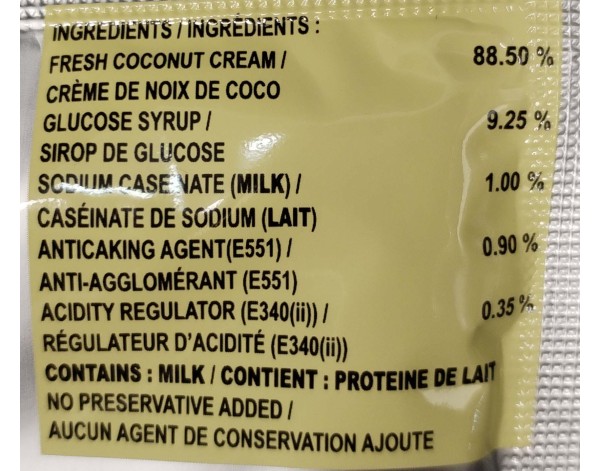 INGREDIENTS / INGRÉDIENTS :
FRESH COCONUT CREAM / 88.50 %
CRÈME DE NOIX DE COCO
GLUCOSE SYRUP / 9.25 %
SIROP DE GLUCOSE
SODIUM CASEINATE (MILK) / 1.00 %
CASÉINATE DE SODIUM (LAIT)
ANTICAKING AGENT(E551) / 0.90 %
ANTI-AGGLOMÉRANT (E551)
ACIDITY REGULATOR (E340(ii)) / 0.35 %
RÉGULATEUR D'ACIDITÉ (E340(ii))
CONTAINS : MILK / CONTIENT : PROTEINE DE LAIT
NO PRESERVATIVE ADDED /
AUCUN AGENT DE CONSERVATION AJOUTE